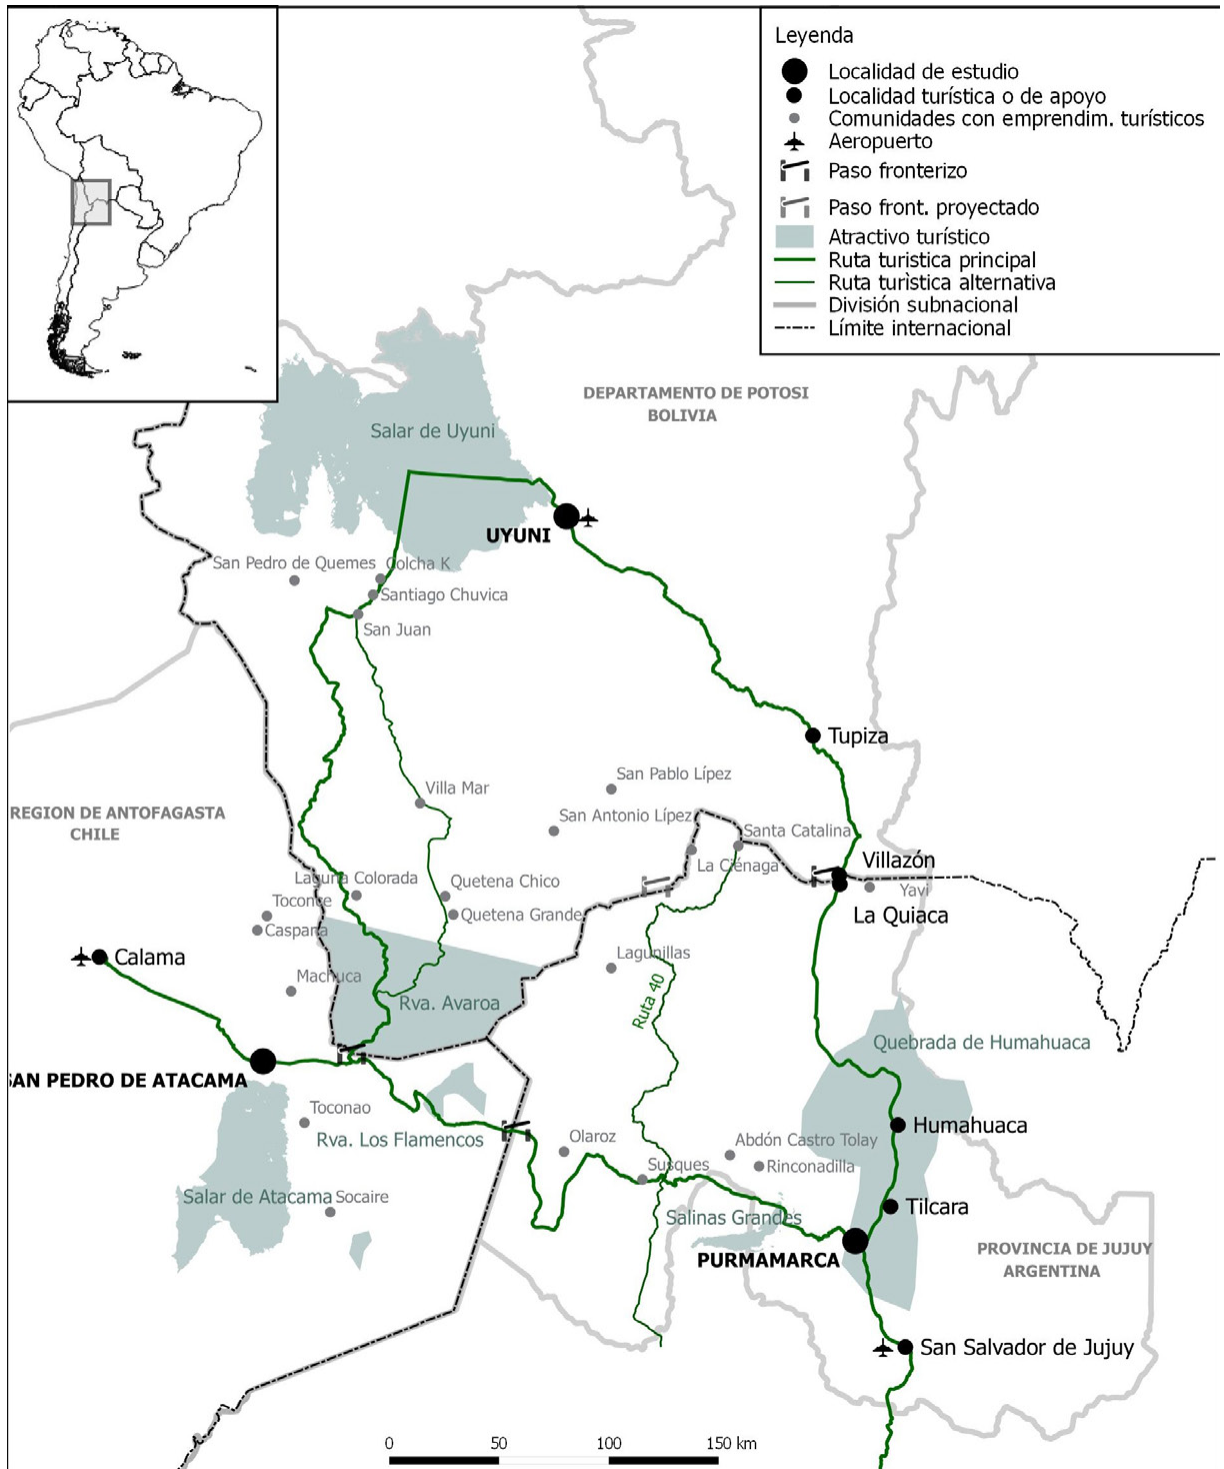 Leyenda
Localidad de estudio
Localidad turística o de apoyo
Comunidades con emprendim. turísticos
Aeropuerto
Paso fronterizo
Paso front. proyectado
Atractivo turístico
Ruta turistica principal
Ruta turìstica alternativa
División subnacional
Límite internacional
DEPARTAMENTO DE POTOSI
BOLIVIA
Salar de Uyuni
UYUNI
San Pedro de Quemes
Colcha K
Santiago Chuvica
San Juan
Tupiza
San Pablo Lípez
Villa Mar
San Antonio Lípez
REGION DE ANTOFAGASTA
CHILE
Santa Catalina
La Ciénaga
Villazón
Yavi
La Quiaca
Laguna Colorada
Quetena Chico
Toconce
Quetena Grande
Caspana
Calama
Lagunillas
Machuca
Rva. Avaroa
Ruta 40
Quebrada de Humahuaca
SAN PEDRO DE ATACAMA
Toconao
Rva. Los Flamencos
Olaroz
Humahuaca
Abdón Castro Tolay
Rinconadilla
Susques
Salar de Atacama
Socaire
Tilcara
Salinas Grandes
PURMAMARCA
PROVINCIA DE JUJUY
ARGENTINA
San Salvador de Jujuy
0 50 100 150 km